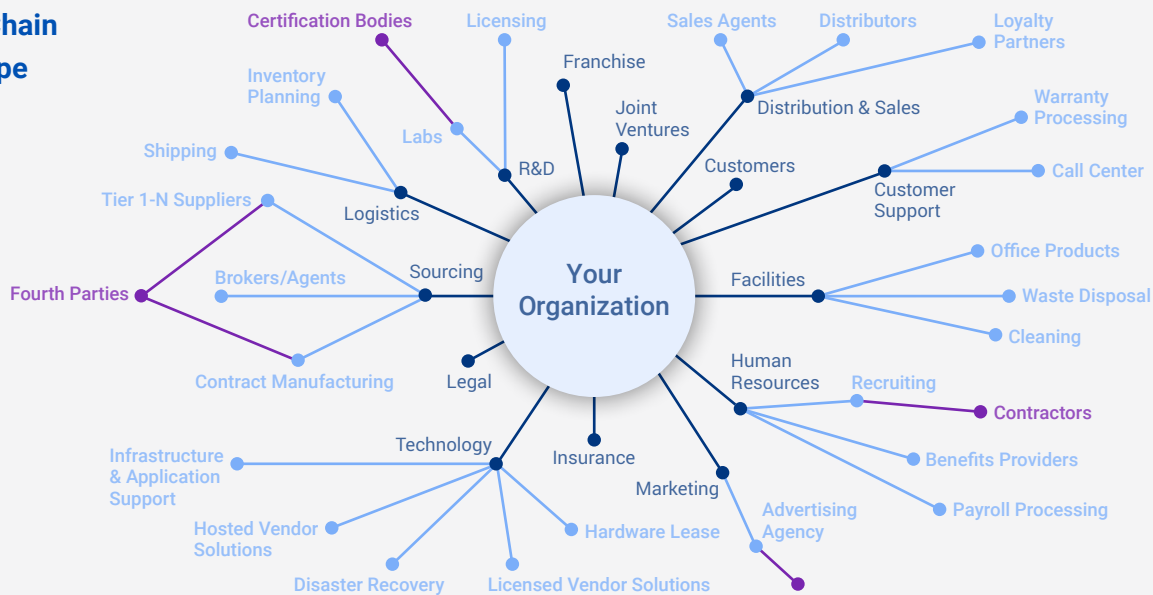 hain
pe
Certification Bodies
Licensing
Sales Agents
Distributors
Loyalty
Partners
Franchise
Inventory
Planning
Joint
Ventures
Distribution & Sales
Warranty
Processing
Labs
Shipping
R&D
Customers
Call Center
Tier 1-N Suppliers
Logistics
Customer
Support
Office Products
Sourcing
Brokers/Agents
Your
Organization
Facilities
Fourth Parties
Waste Disposal
Cleaning
Contract Manufacturing
Legal
Human
Resources
Recruiting
Contractors
Technology
Insurance
Infrastructure
& Application
Support
Benefits Providers
Marketing
Advertising
Agency
Payroll Processing
Hosted Vendor
Solutions
Hardware Lease
Disaster Recovery
Licensed Vendor Solutions